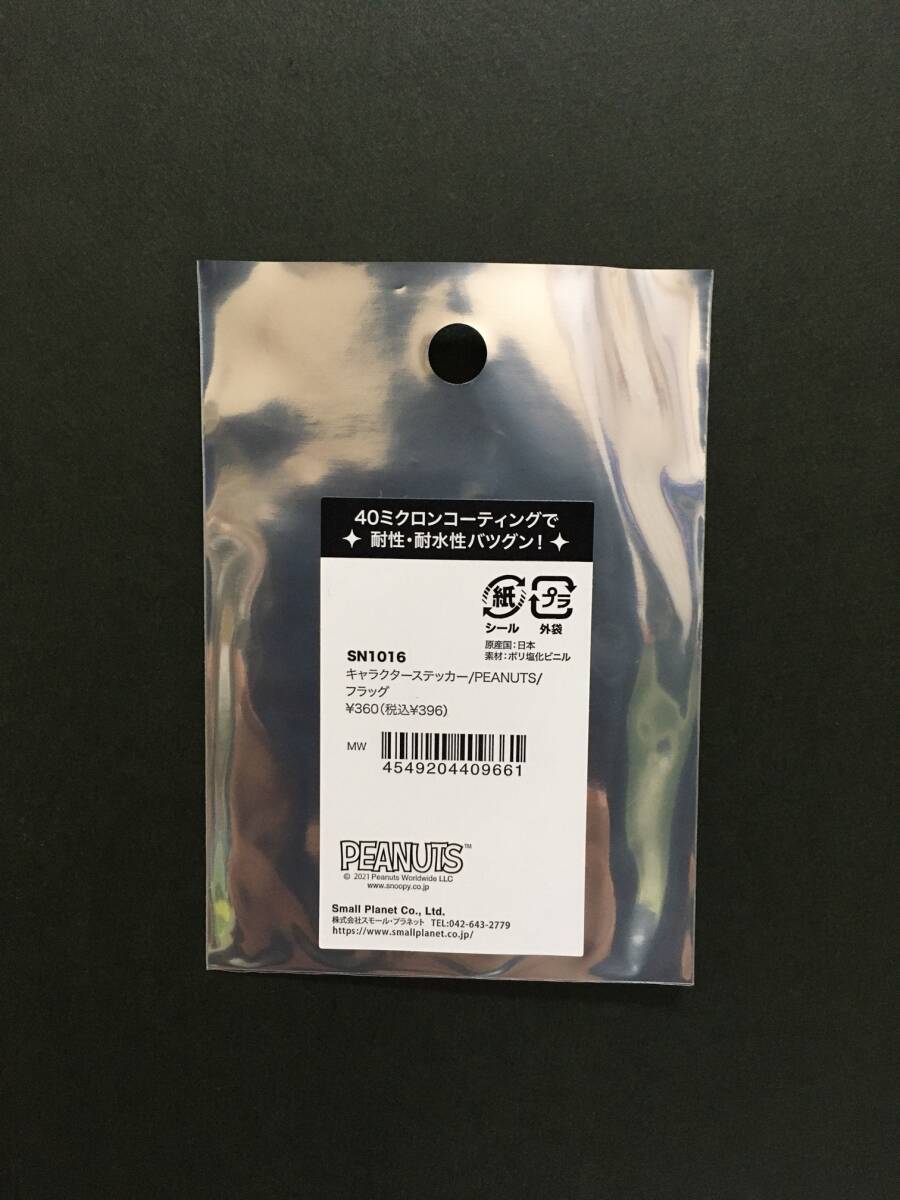 40ミクロンコーティングで
耐性・耐水性バツグン!
紙
プラ
シール
外袋
原産国:日本
素材:ポリ塩化ビニル
SN1016
キャラクターステッカー/PEANUTS/
フラッグ
¥360(税込¥396)
MW
4549204409661
PEANUTS™
© 2021 Peanuts Worldwide LLC
www.snoopy.co.jp
Small Planet Co., Ltd.
株式会社スモール・プラネット TEL:042-643-2779
https://www.smallplanet.co.jp/